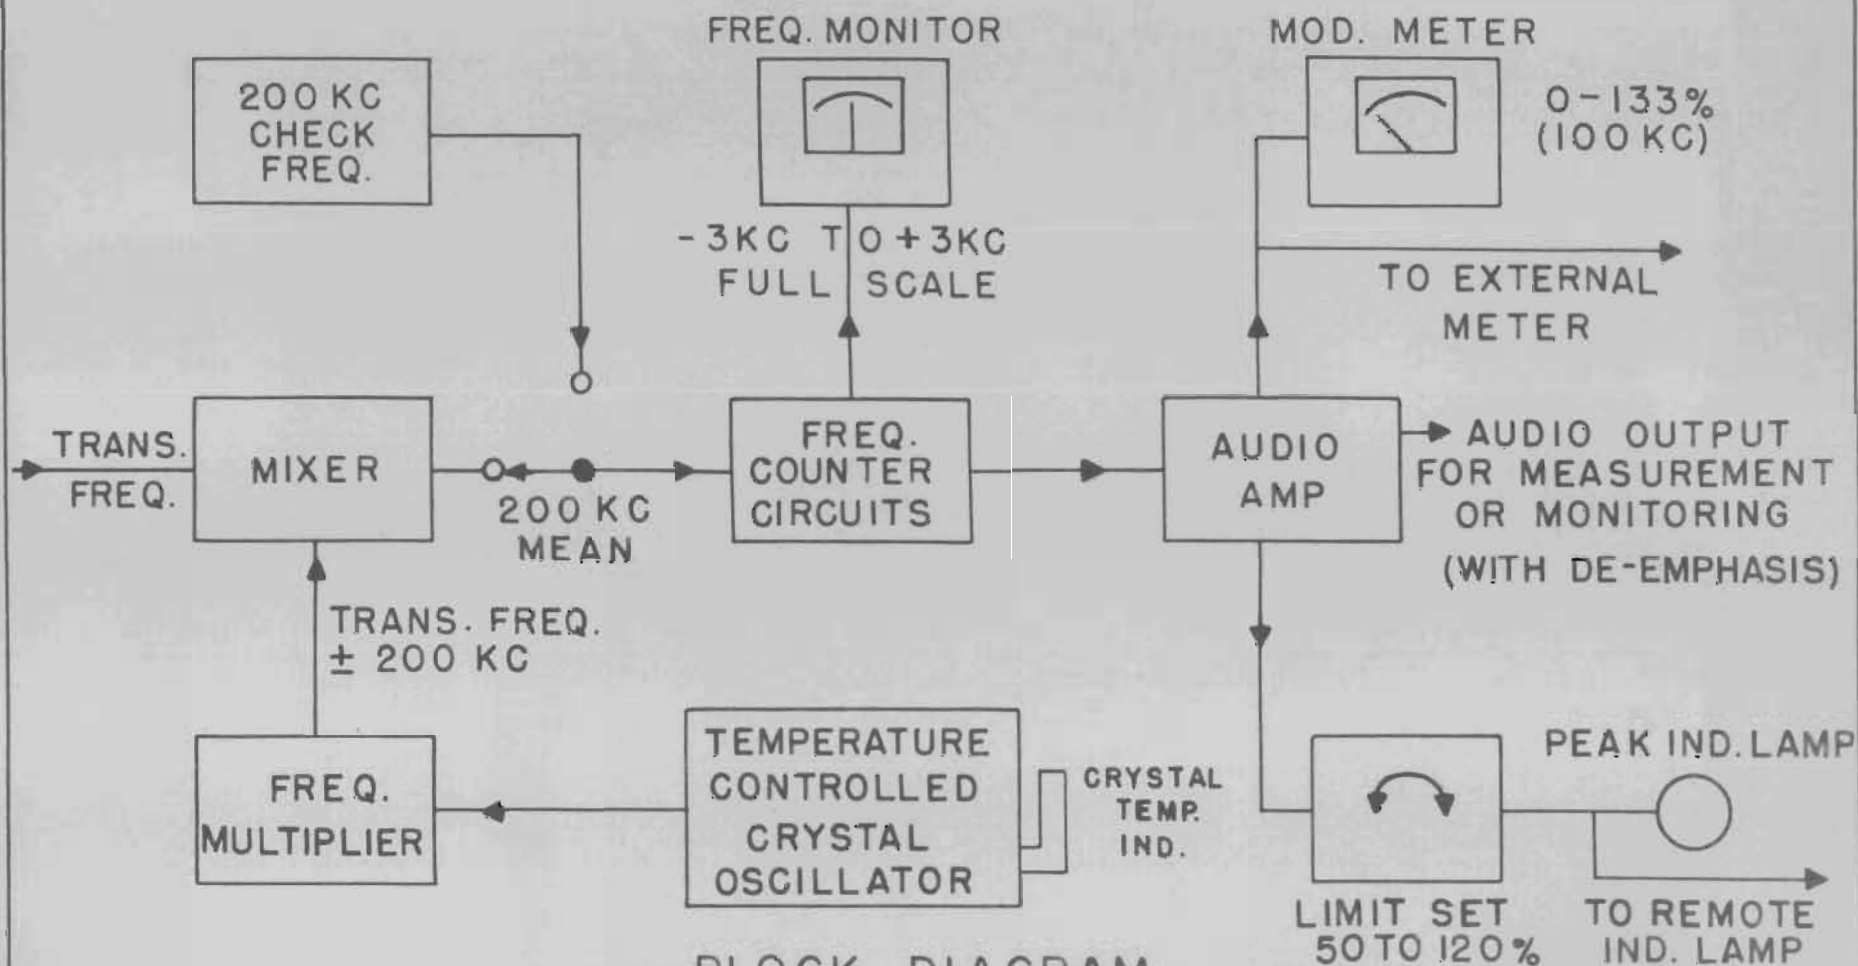 FREQ. MONITOR
MOD. METER
200 KC
CHECK
FREQ.
0-133%
(100 KC)
-3KC TO +3KC
FULL SCALE
TO EXTERNAL
METER
TRANS.
FREQ.
MIXER
200 KC
MEAN
FREQ.
COUNTER
CIRCUITS
AUDIO
AMP
AUDIO OUTPUT
FOR MEASUREMENT
OR MONITORING
(WITH DE-EMPHASIS)
TRANS. FREQ.
± 200 KC
FREQ.
MULTIPLIER
TEMPERATURE
CONTROLLED
CRYSTAL
OSCILLATOR
CRYSTAL
TEMP.
IND.
PEAK IND. LAMP
LIMIT SET
50 TO 120%
TO REMOTE
IND. LAMP
BLOCK DIAGRAM